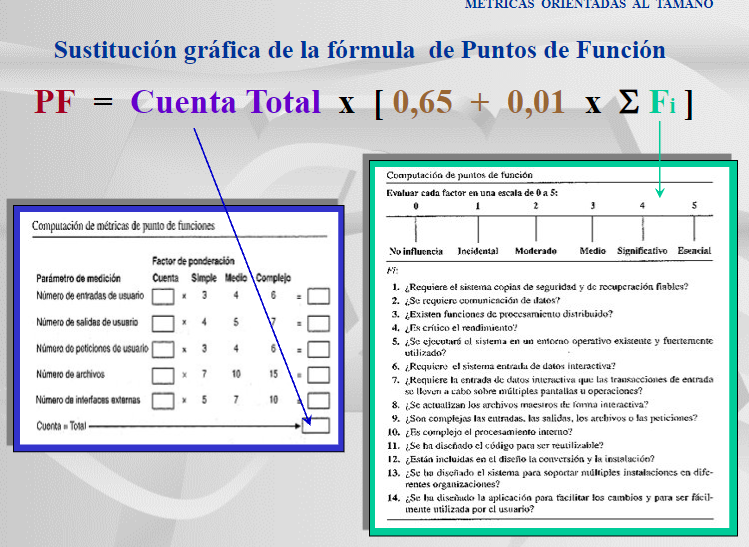 METRICAS ORIENTADAS AL TAMAÑO
Sustitución gráfica de la fórmula de Puntos de Función
PF = Cuenta Total x [ 0,65 + 0,01 x Σ Fi ]
Computación de métricas de punto de funciones
Factor de ponderación
Parámetro de medición Cuenta Simple Medio Complejo
Número de entradas de usuario x 3 4 6 =
Número de salidas de usuario x 4 5 7 =
Número de peticiones de usuario x 3 4 6 =
Número de archivos x 7 10 15 =
Número de interfaces externas x 5 7 10 =
Cuenta = Total
Computación de puntos de función
Evaluar cada factor en una escala de 0 a 5:
0 1 2 3 4 5
No influencia Incidental Moderado Medio Significativo Esencial
Fi:
1. ¿Requiere el sistema copias de seguridad y de recuperación fiables?
2. ¿Se requiere comunicación de datos?
3. ¿Existen funciones de procesamiento distribuido?
4. ¿Es crítico el rendimiento?
5. ¿Se ejecutará el sistema en un entorno operativo existente y fuertemente
utilizado?
6. ¿Requiere el sistema entrada de datos interactiva?
7. ¿Requiere la entrada de datos interactiva que las transacciones de entrada
se lleven a cabo sobre múltiples pantallas u operaciones?
8. ¿Se actualizan los archivos maestros de forma interactiva?
9. ¿Son complejas las entradas, las salidas, los archivos o las peticiones?
10. ¿Es complejo el procesamiento interno?
11. ¿Se ha diseñado el código para ser reutilizable?
12. ¿Están incluidas en el diseño la conversión y la instalación?
13. ¿Se ha diseñado el sistema para soportar múltiples instalaciones en dife-
rentes organizaciones?
14. ¿Se ha diseñado la aplicación para facilitar los cambios y para ser fácil-
mente utilizada por el usuario?